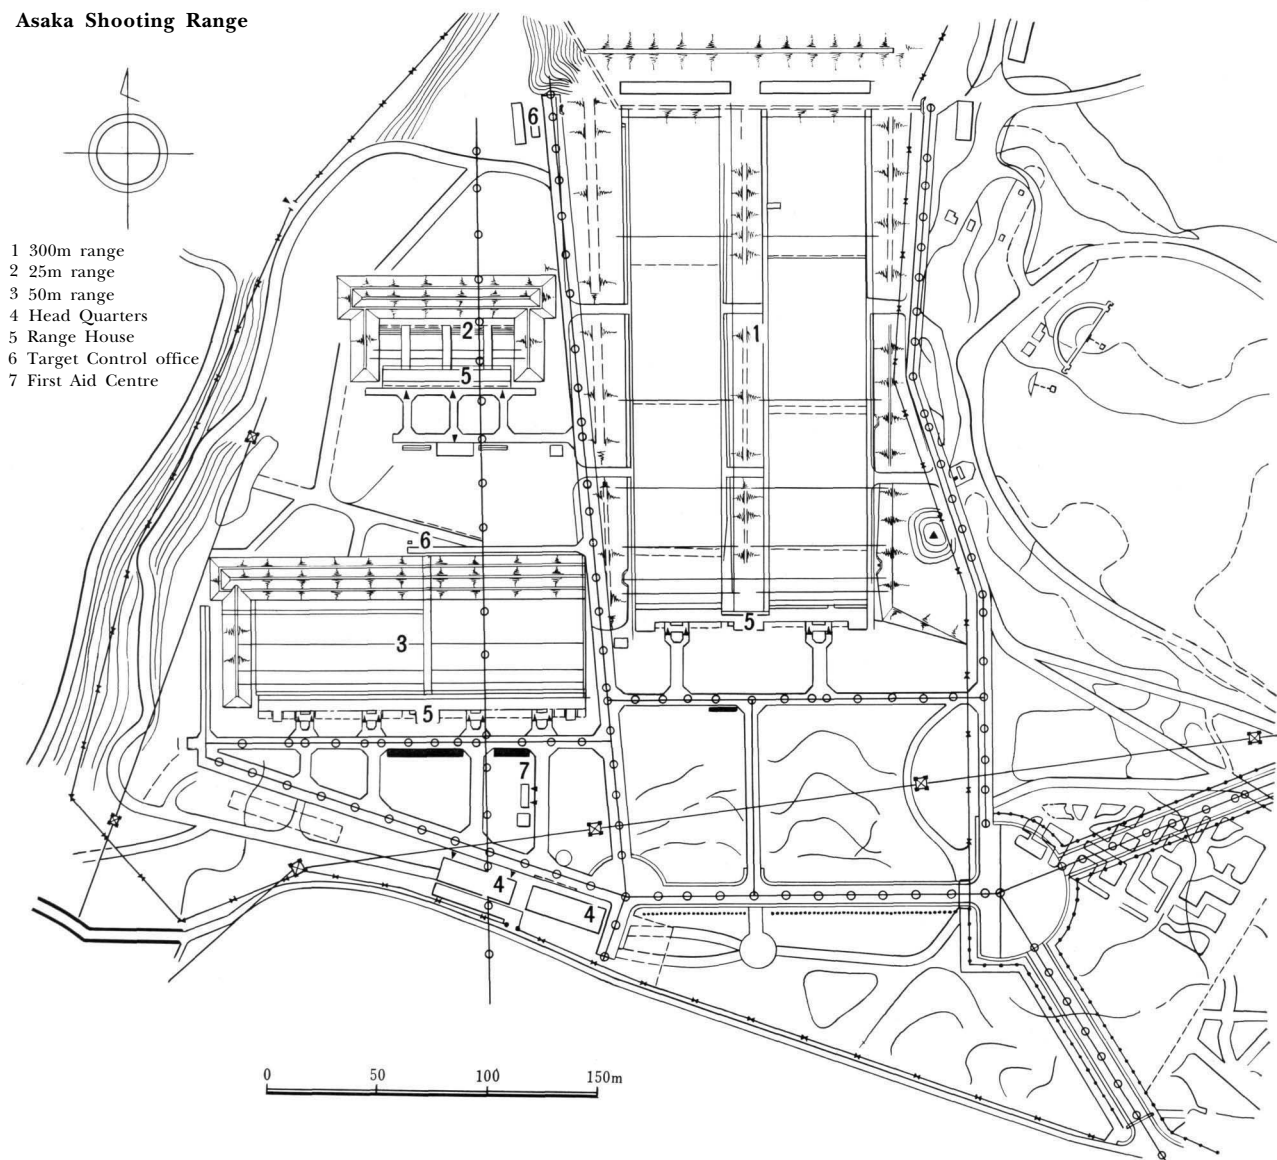 Asaka Shooting Range
1 300m range
2 25m range
3 50m range
4 Head Quarters
5 Range House
6 Target Control office
7 First Aid Centre
6
2
1
5
6
5
3
5
7
4
4
0 50 100 150m